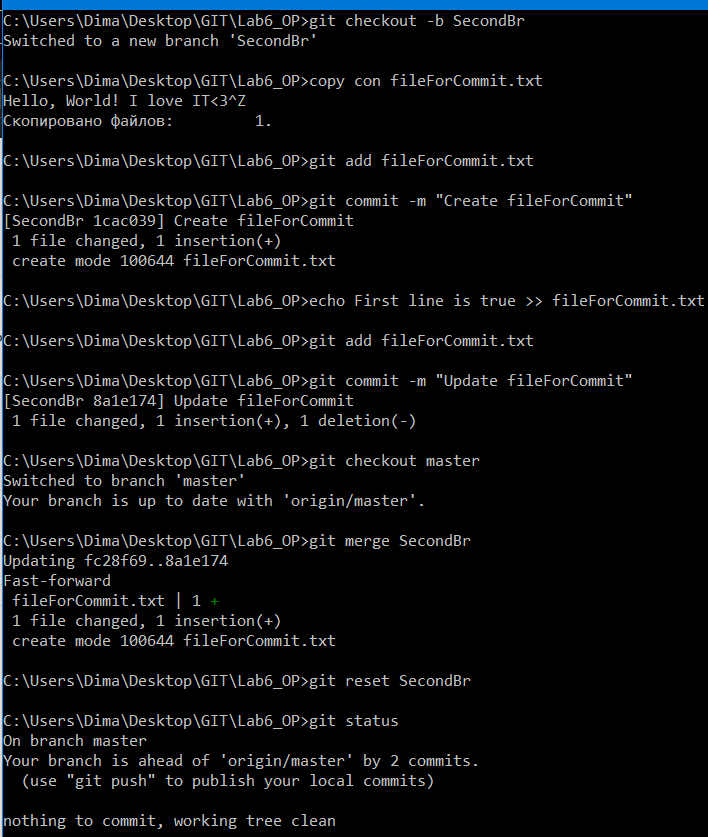 C:\Users\Dima\Desktop\GIT\Lab6_OP>git checkout -b SecondBr
Switched to a new branch 'SecondBr'
C:\Users\Dima\Desktop\GIT\Lab6_OP>copy con fileForCommit.txt
Hello, World! I love IT<3^Z
Скопировано файлов:         1.
C:\Users\Dima\Desktop\GIT\Lab6_OP>git add fileForCommit.txt
C:\Users\Dima\Desktop\GIT\Lab6_OP>git commit -m "Create fileForCommit"
[SecondBr 1cac039] Create fileForCommit
 1 file changed, 1 insertion(+)
 create mode 100644 fileForCommit.txt
C:\Users\Dima\Desktop\GIT\Lab6_OP>echo First line is true >> fileForCommit.txt
C:\Users\Dima\Desktop\GIT\Lab6_OP>git add fileForCommit.txt
C:\Users\Dima\Desktop\GIT\Lab6_OP>git commit -m "Update fileForCommit"
[SecondBr 8a1e174] Update fileForCommit
 1 file changed, 1 insertion(+), 1 deletion(-)
C:\Users\Dima\Desktop\GIT\Lab6_OP>git checkout master
Switched to branch 'master'
Your branch is up to date with 'origin/master'.
C:\Users\Dima\Desktop\GIT\Lab6_OP>git merge SecondBr
Updating fc28f69..8a1e174
Fast-forward
 fileForCommit.txt | 1 +
 1 file changed, 1 insertion(+)
 create mode 100644 fileForCommit.txt
C:\Users\Dima\Desktop\GIT\Lab6_OP>git reset SecondBr
C:\Users\Dima\Desktop\GIT\Lab6_OP>git status
On branch master
Your branch is ahead of 'origin/master' by 2 commits.
  (use "git push" to publish your local commits)
nothing to commit, working tree clean